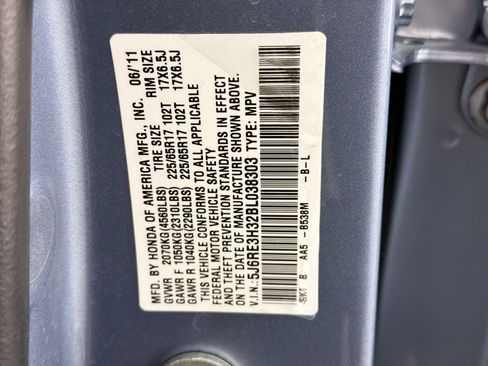 MFD. BY HONDA OF AMERICA MFG., INC. 06/'11
GVWR 2070KG(4560LBS) TIRE SIZE RIM SIZE
GAWR F 1050KG(2310LBS) 225/65R17 102T 17X6.5J
GAWR R 1040KG(2290LBS) 225/65R17 102T 17X6.5J
THIS VEHICLE CONFORMS TO ALL APPLICABLE
FEDERAL MOTOR VEHICLE SAFETY
AND THEFT PREVENTION STANDARDS IN EFFECT
ON THE DATE OF MANUFACTURE SHOWN ABOVE.
V.I.N.:5J6RE3H32BL038303 TYPE: MPV
B AA5 -B538M -B-L